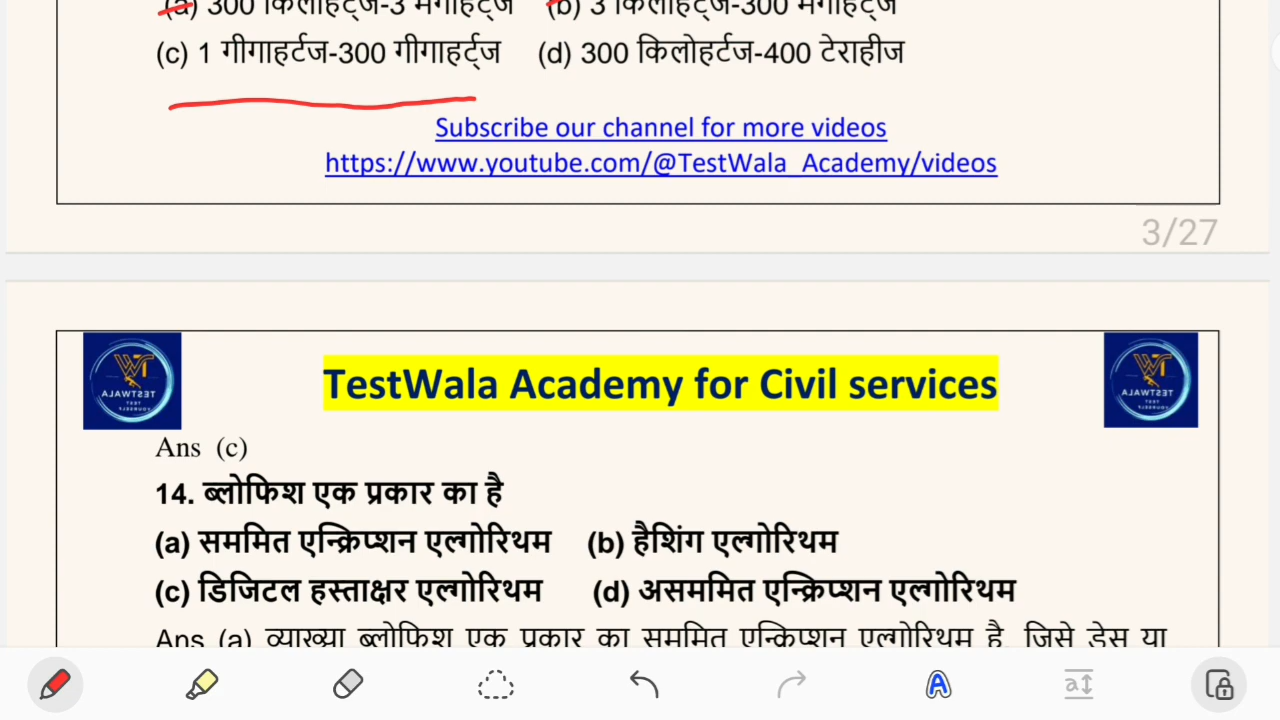 (a) 300 किलोहर्ट्ज-3 मेगाहर्ट्ज (b) 3 किलोहर्ट्ज-300 मेगाहर्ट्ज
(c) 1 गीगाहर्टज-300 गीगाहर्ट्ज (d) 300 किलोहर्टज-400 टेराहीज
Subscribe our channel for more videos
https://www.youtube.com/@TestWala_Academy/videos
3/27
TestWala Academy for Civil services
Ans (c)
14. ब्लोफिश एक प्रकार का है
(a) सममित एन्क्रिप्शन एल्गोरिथम (b) हैशिंग एल्गोरिथम
(c) डिजिटल हस्ताक्षर एल्गोरिथम (d) असममित एन्क्रिप्शन एल्गोरिथम
Ans (a) व्याख्या ब्लोफिश एक प्रकार का सममित एन्क्रिप्शन एल्गोरिथम है, जिसे डेस या